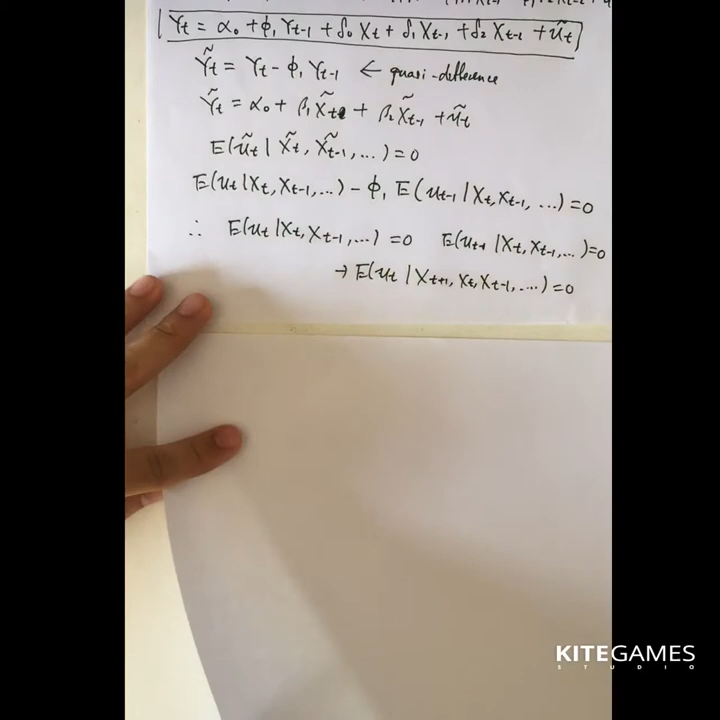 Yt = α0 + ϕ1 Yt-1 + δ0 Xt + δ1 Xt-1 + δ2 Xt-2 + ũt
Ỹt = Yt - ϕ1 Yt-1 ← quasi-difference
Ỹt = α0 + β1 X̃t + β2 X̃t-1 + ũt
E(ũt | X̃t, X̃t-1, ...) = 0
E(ut | Xt, Xt-1, ...) - ϕ1 E(ut-1 | Xt, Xt-1, ...) = 0
∴ E(ut | Xt, Xt-1, ...) = 0 E(ut-1 | Xt, Xt-1, ...) = 0
→ E(ut | Xt+1, Xt, Xt-1, ...) = 0
KITEGAMES
STUDIO